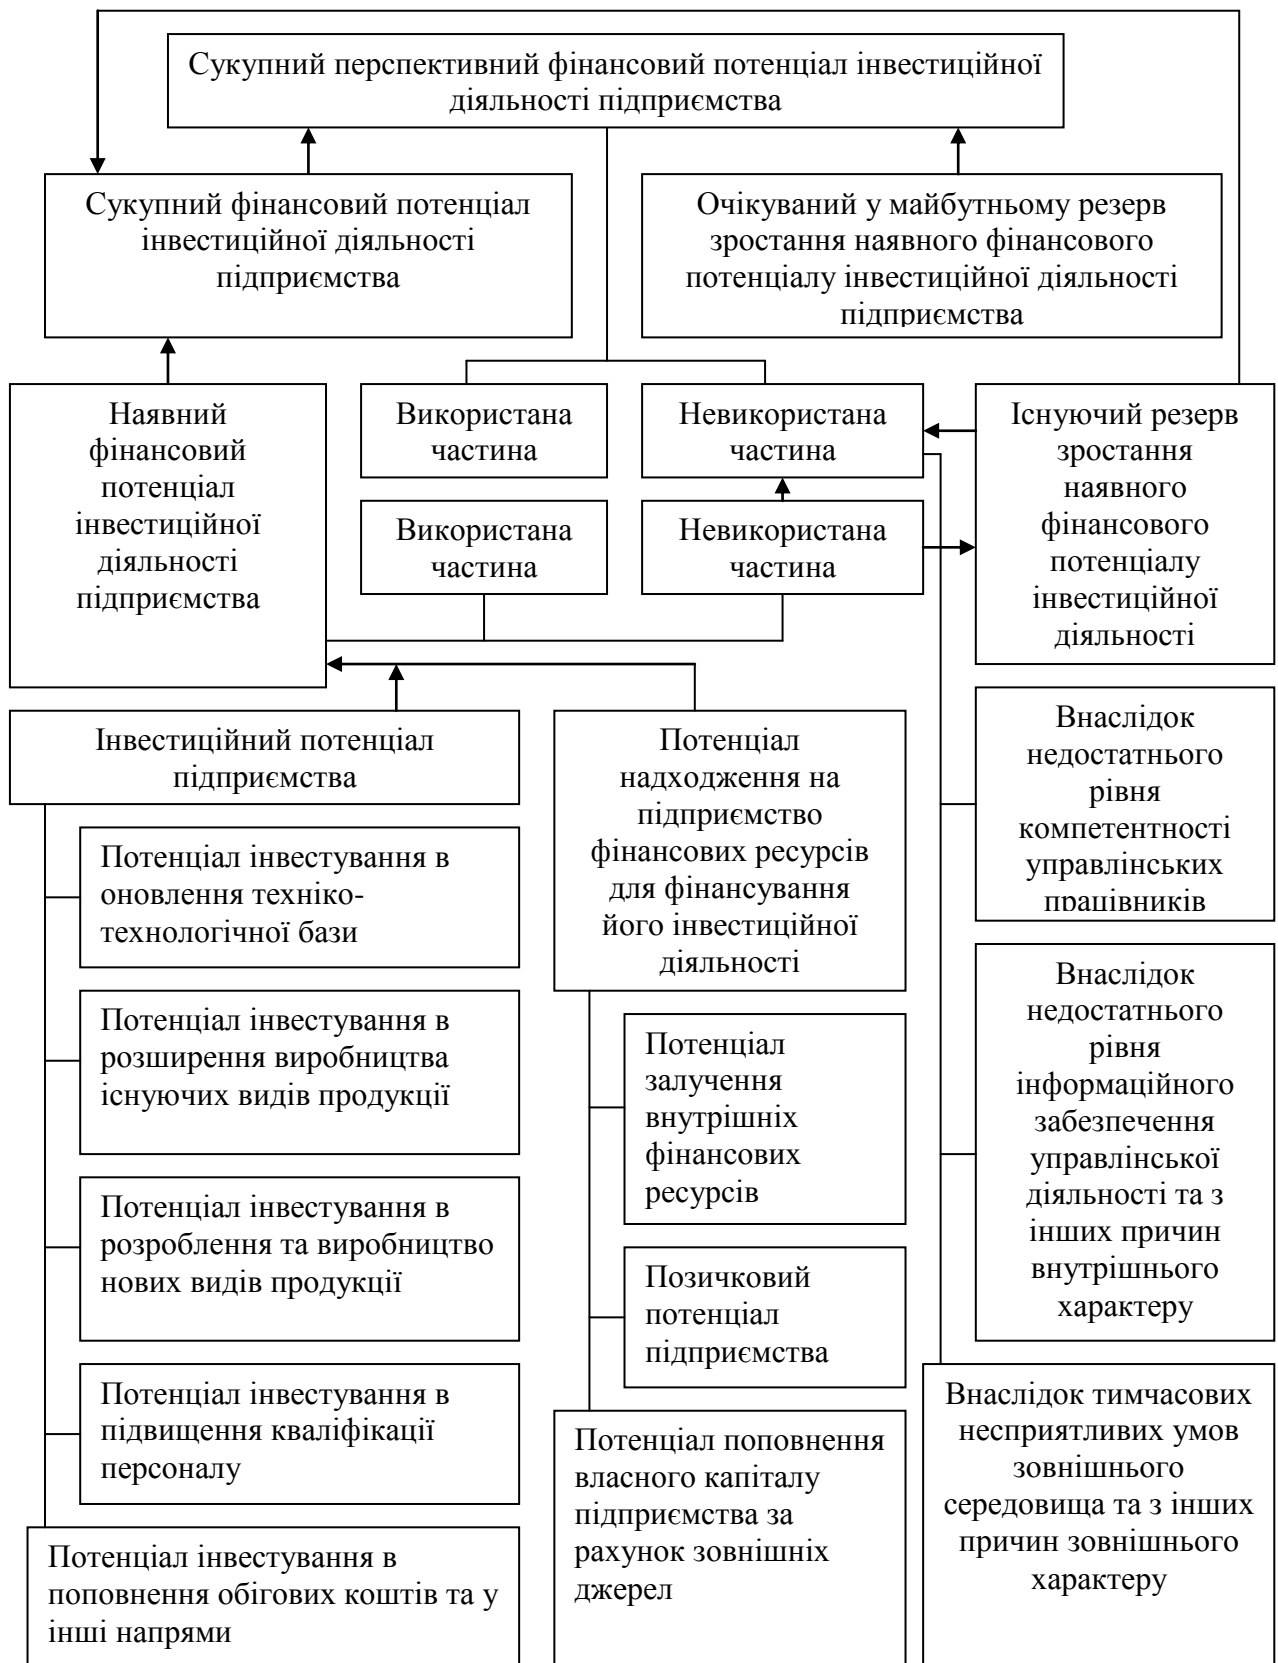 Сукупний перспективний фінансовий потенціал інвестиційної
діяльності підприємства
Сукупний фінансовий потенціал
інвестиційної діяльності
підприємства
Очікуваний у майбутньому резерв
зростання наявного фінансового
потенціалу інвестиційної діяльності
підприємства
Наявний
фінансовий
потенціал
інвестиційної
діяльності
підприємства
Використана
частина
Невикористана
частина
Використана
частина
Невикористана
частина
Існуючий резерв
зростання
наявного
фінансового
потенціалу
інвестиційної
діяльності
Інвестиційний потенціал
підприємства
Потенціал інвестування в
оновлення техніко-
технологічної бази
Потенціал інвестування в
розширення виробництва
існуючих видів продукції
Потенціал інвестування в
розроблення та виробництво
нових видів продукції
Потенціал інвестування в
підвищення кваліфікації
персоналу
Потенціал інвестування в
поповнення обігових коштів та у
інші напрями
Потенціал
надходження на
підприємство
фінансових ресурсів
для фінансування
його інвестиційної
діяльності
Потенціал
залучення
внутрішніх
фінансових
ресурсів
Позичковий
потенціал
підприємства
Потенціал поповнення
власного капіталу
підприємства за
рахунок зовнішніх
джерел
Внаслідок
недостатнього
рівня
компетентності
управлінських
працівників
Внаслідок
недостатнього
рівня
інформаційного
забезпечення
управлінської
діяльності та з
інших причин
внутрішнього
характеру
Внаслідок тимчасових
несприятливих умов
зовнішнього
середовища та з інших
причин зовнішнього
характеру